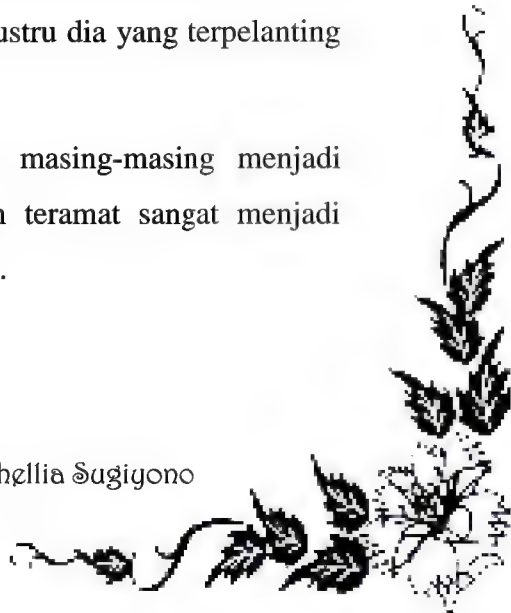 ustru dia yang terpelanting
masing-masing menjadi
teramat sangat menjadi
.
hellia Sugiyono